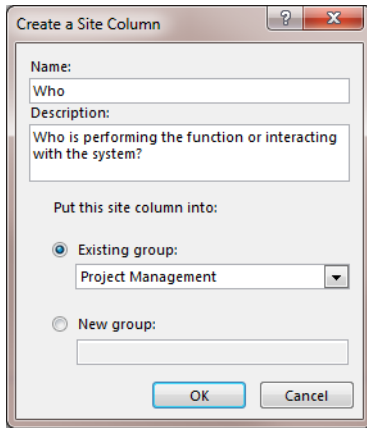 Create a Site Column
Name:
Who
Description:
Who is performing the function or interacting
with the system?
Put this site column into:
Existing group:
Project Management
New group:
OK Cancel